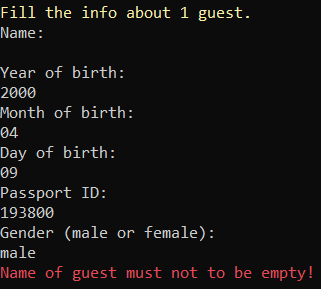 Fill the info about 1 guest.
Name:
Year of birth:
2000
Month of birth:
04
Day of birth:
09
Passport ID:
193800
Gender (male or female):
male
Name of guest must not to be empty!